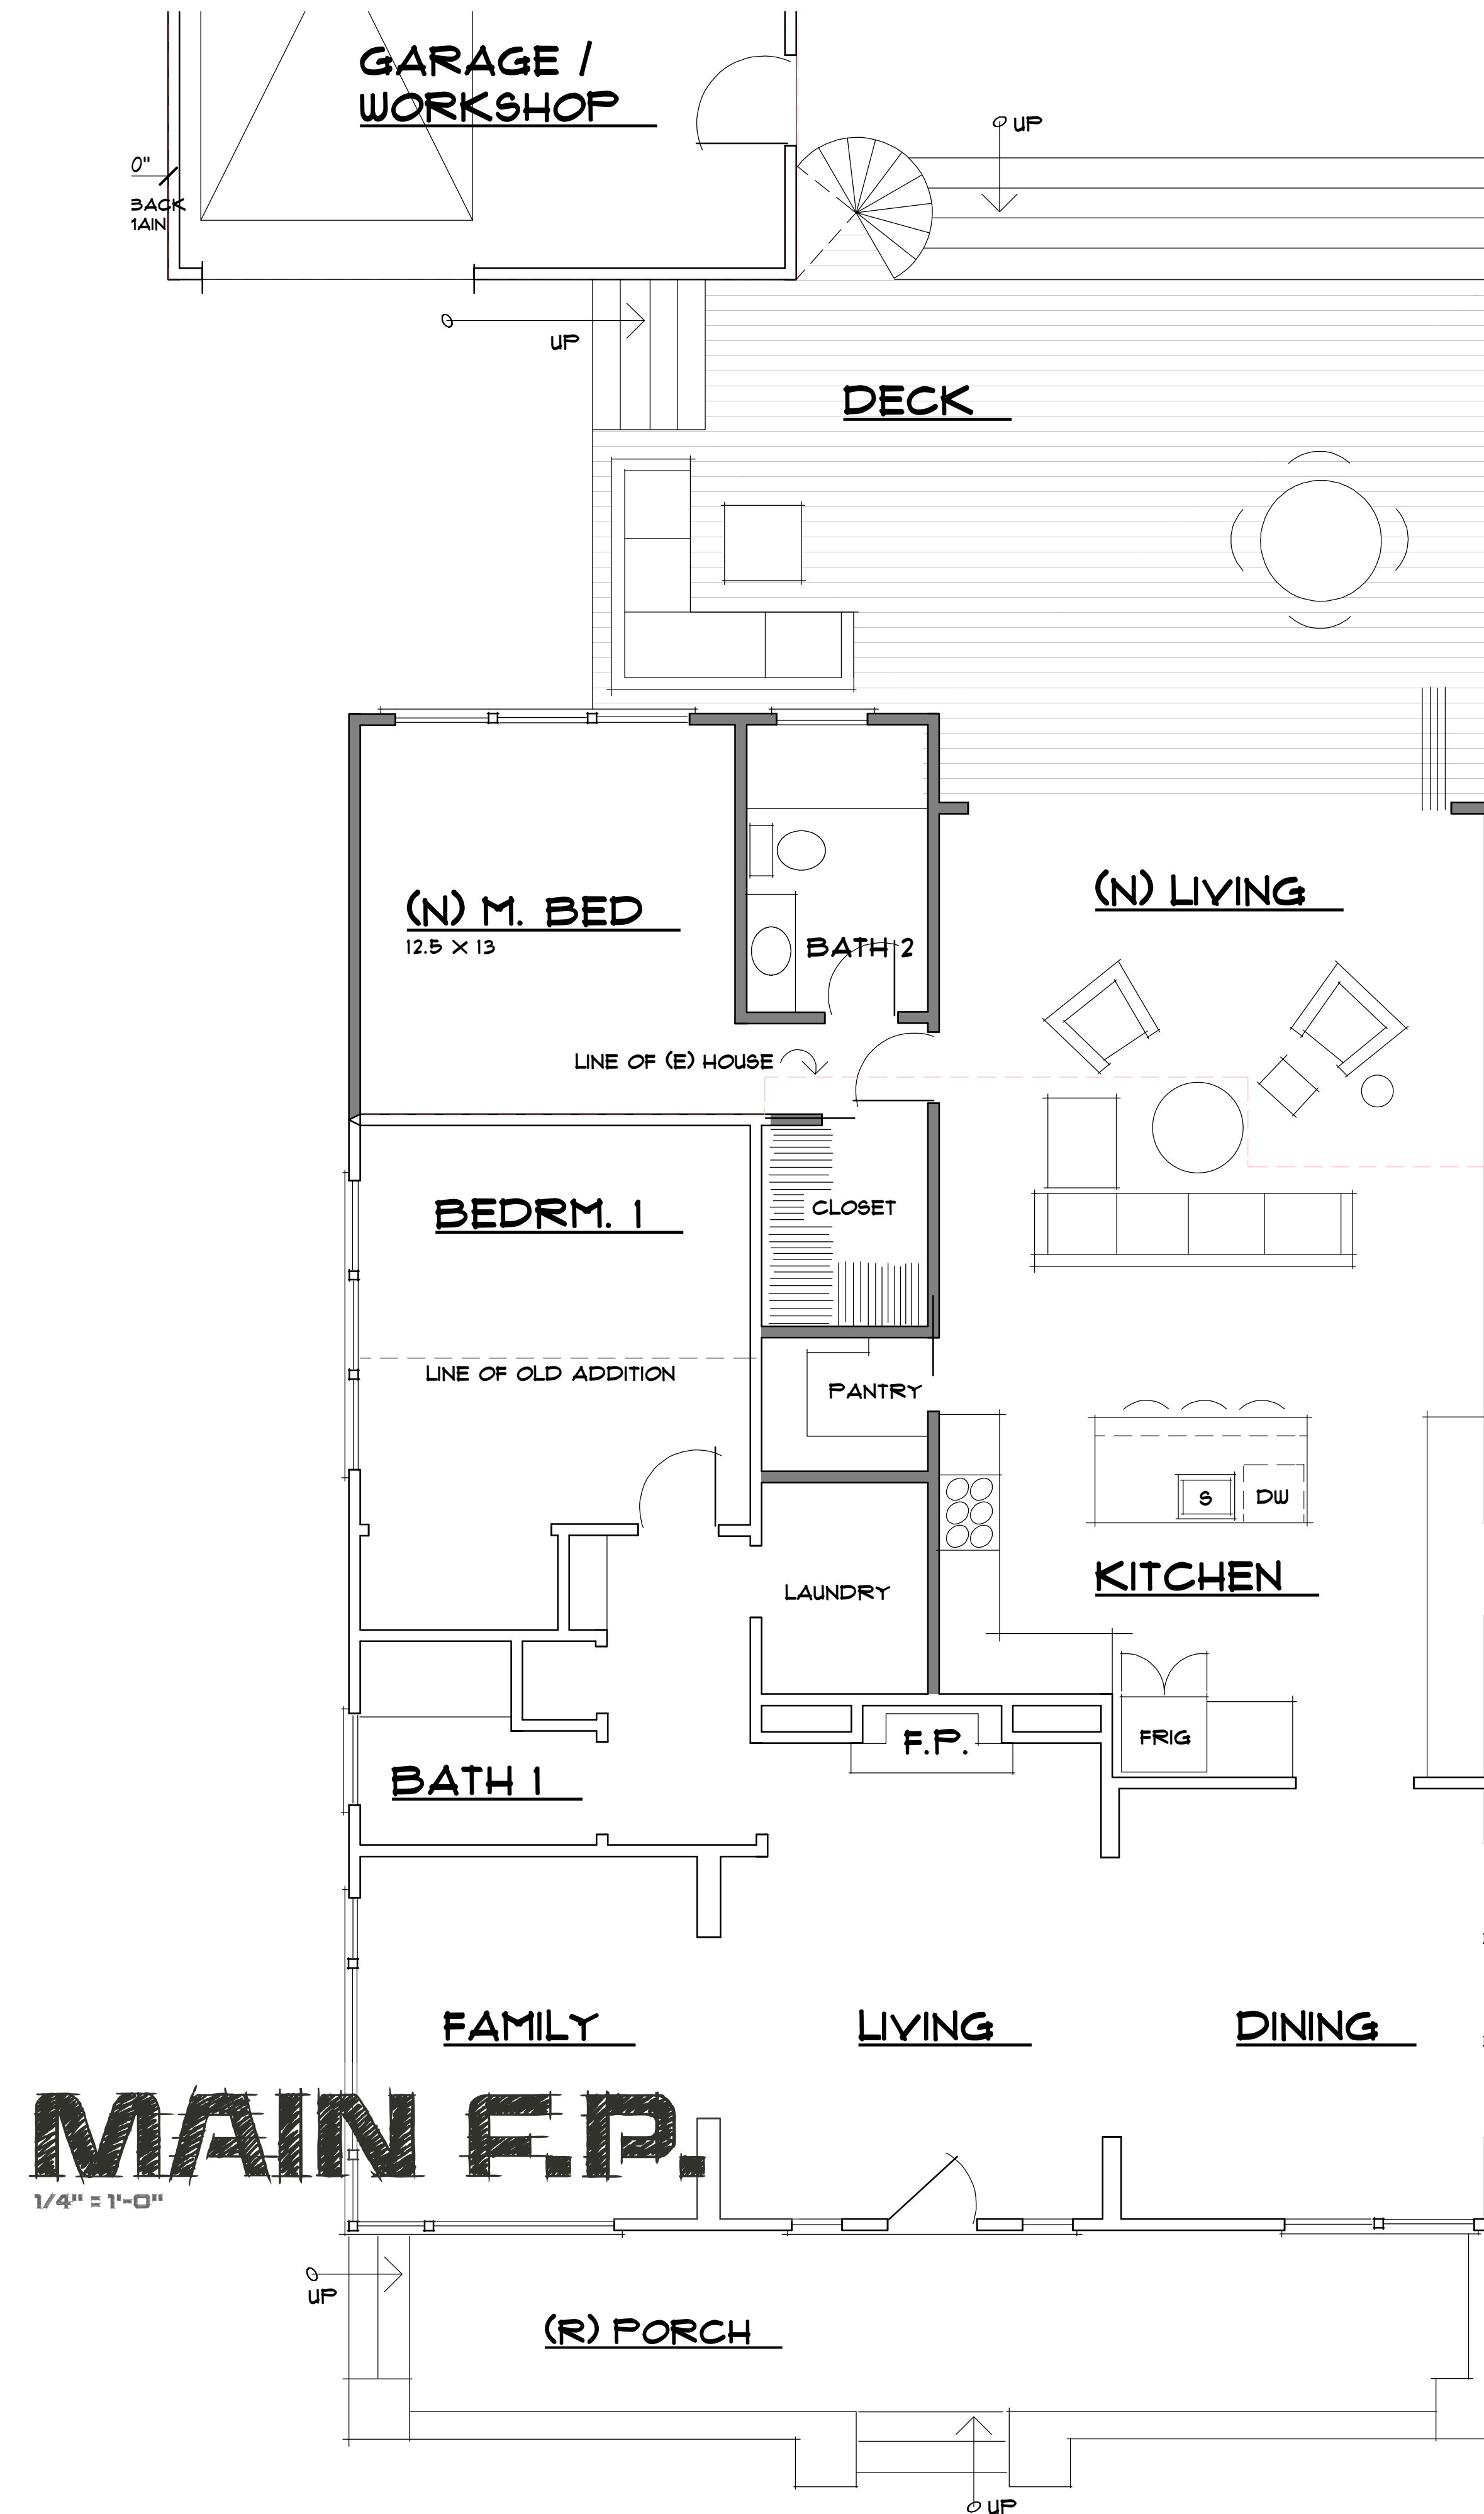 GARAGE /
WORKSHOP
0"
BACK
UP
UP
DECK
(N) LIVING
(N) M. BED
12.5 X 13
BATH 2
LINE OF (E) HOUSE
BEDRM. 1
CLOSET
LINE OF OLD ADDITION
PANTRY
S
DW
KITCHEN
LAUNDRY
FRIG
F.P.
BATH 1
FAMILY
LIVING
DINING
MAIN F.P.
1/4" = 1'-0"
UP
(R) PORCH
UP